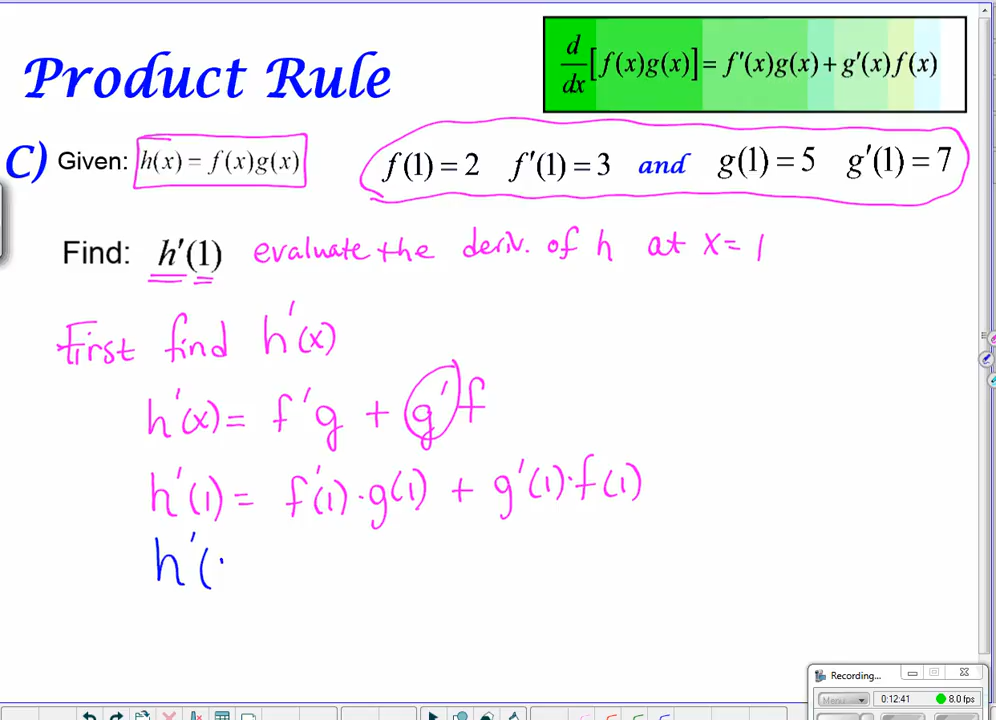 Product Rule
d/dx [f(x)g(x)] = f′(x)g(x) + g′(x)f(x)
C) Given: h(x) = f(x)g(x) f(1) = 2 f′(1) = 3 and g(1) = 5 g′(1) = 7
Find: h′(1) evaluate the deriv. of h at x = 1
First find h′(x)
h′(x) = f′g + g′f
h′(1) = f′(1)·g(1) + g′(1)·f(1)
h′(
Recording...
Menu 0:12:41 8.0 fps